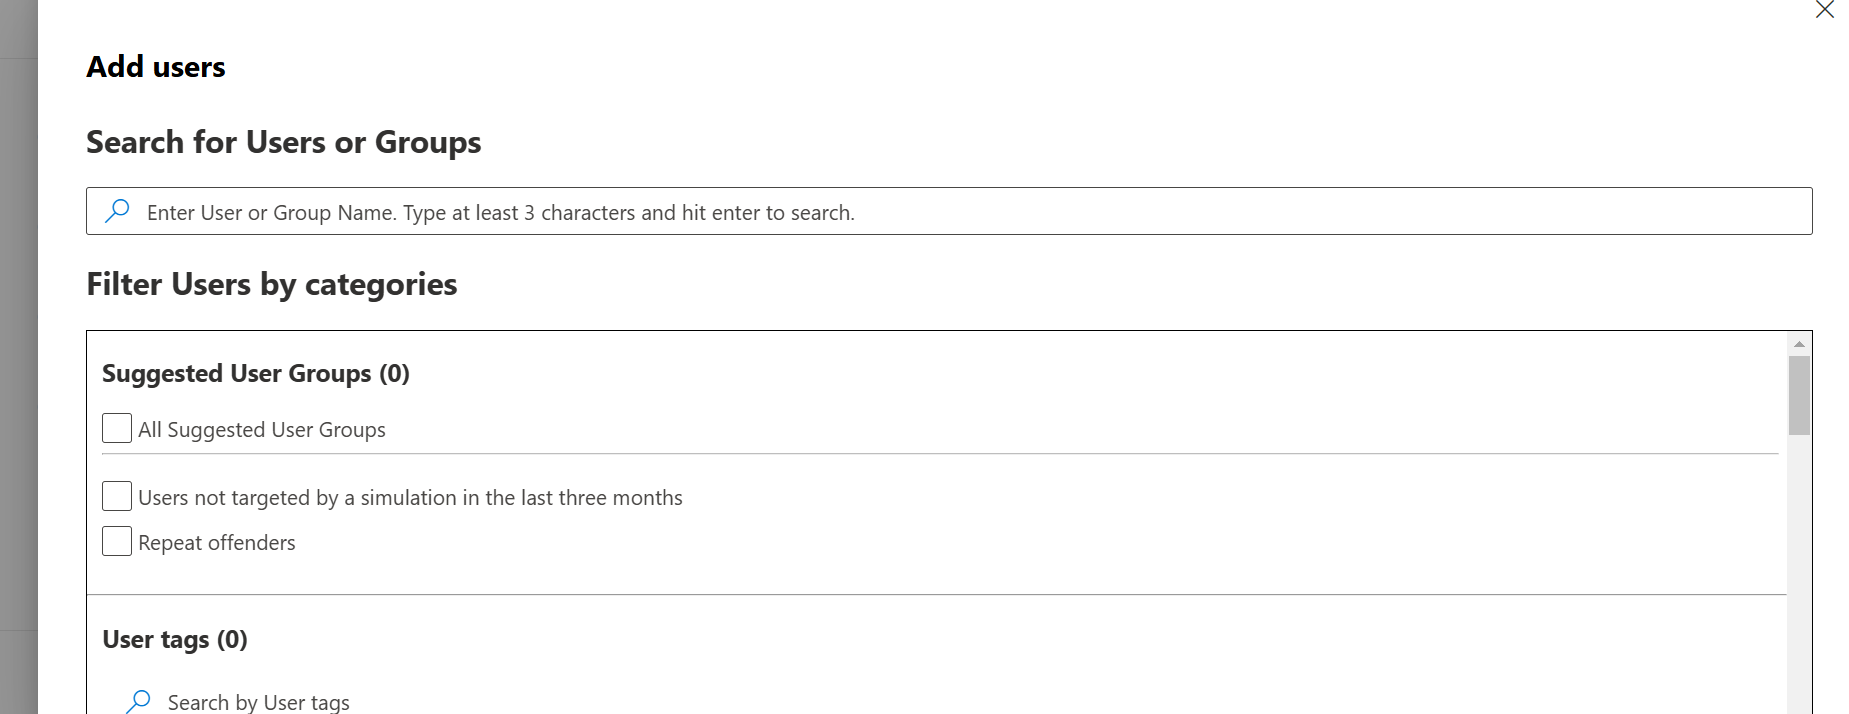 Add users
Search for Users or Groups
Enter User or Group Name. Type at least 3 characters and hit enter to search.
Filter Users by categories
Suggested User Groups (0)
All Suggested User Groups
Users not targeted by a simulation in the last three months
Repeat offenders
User tags (0)
Search by User tags